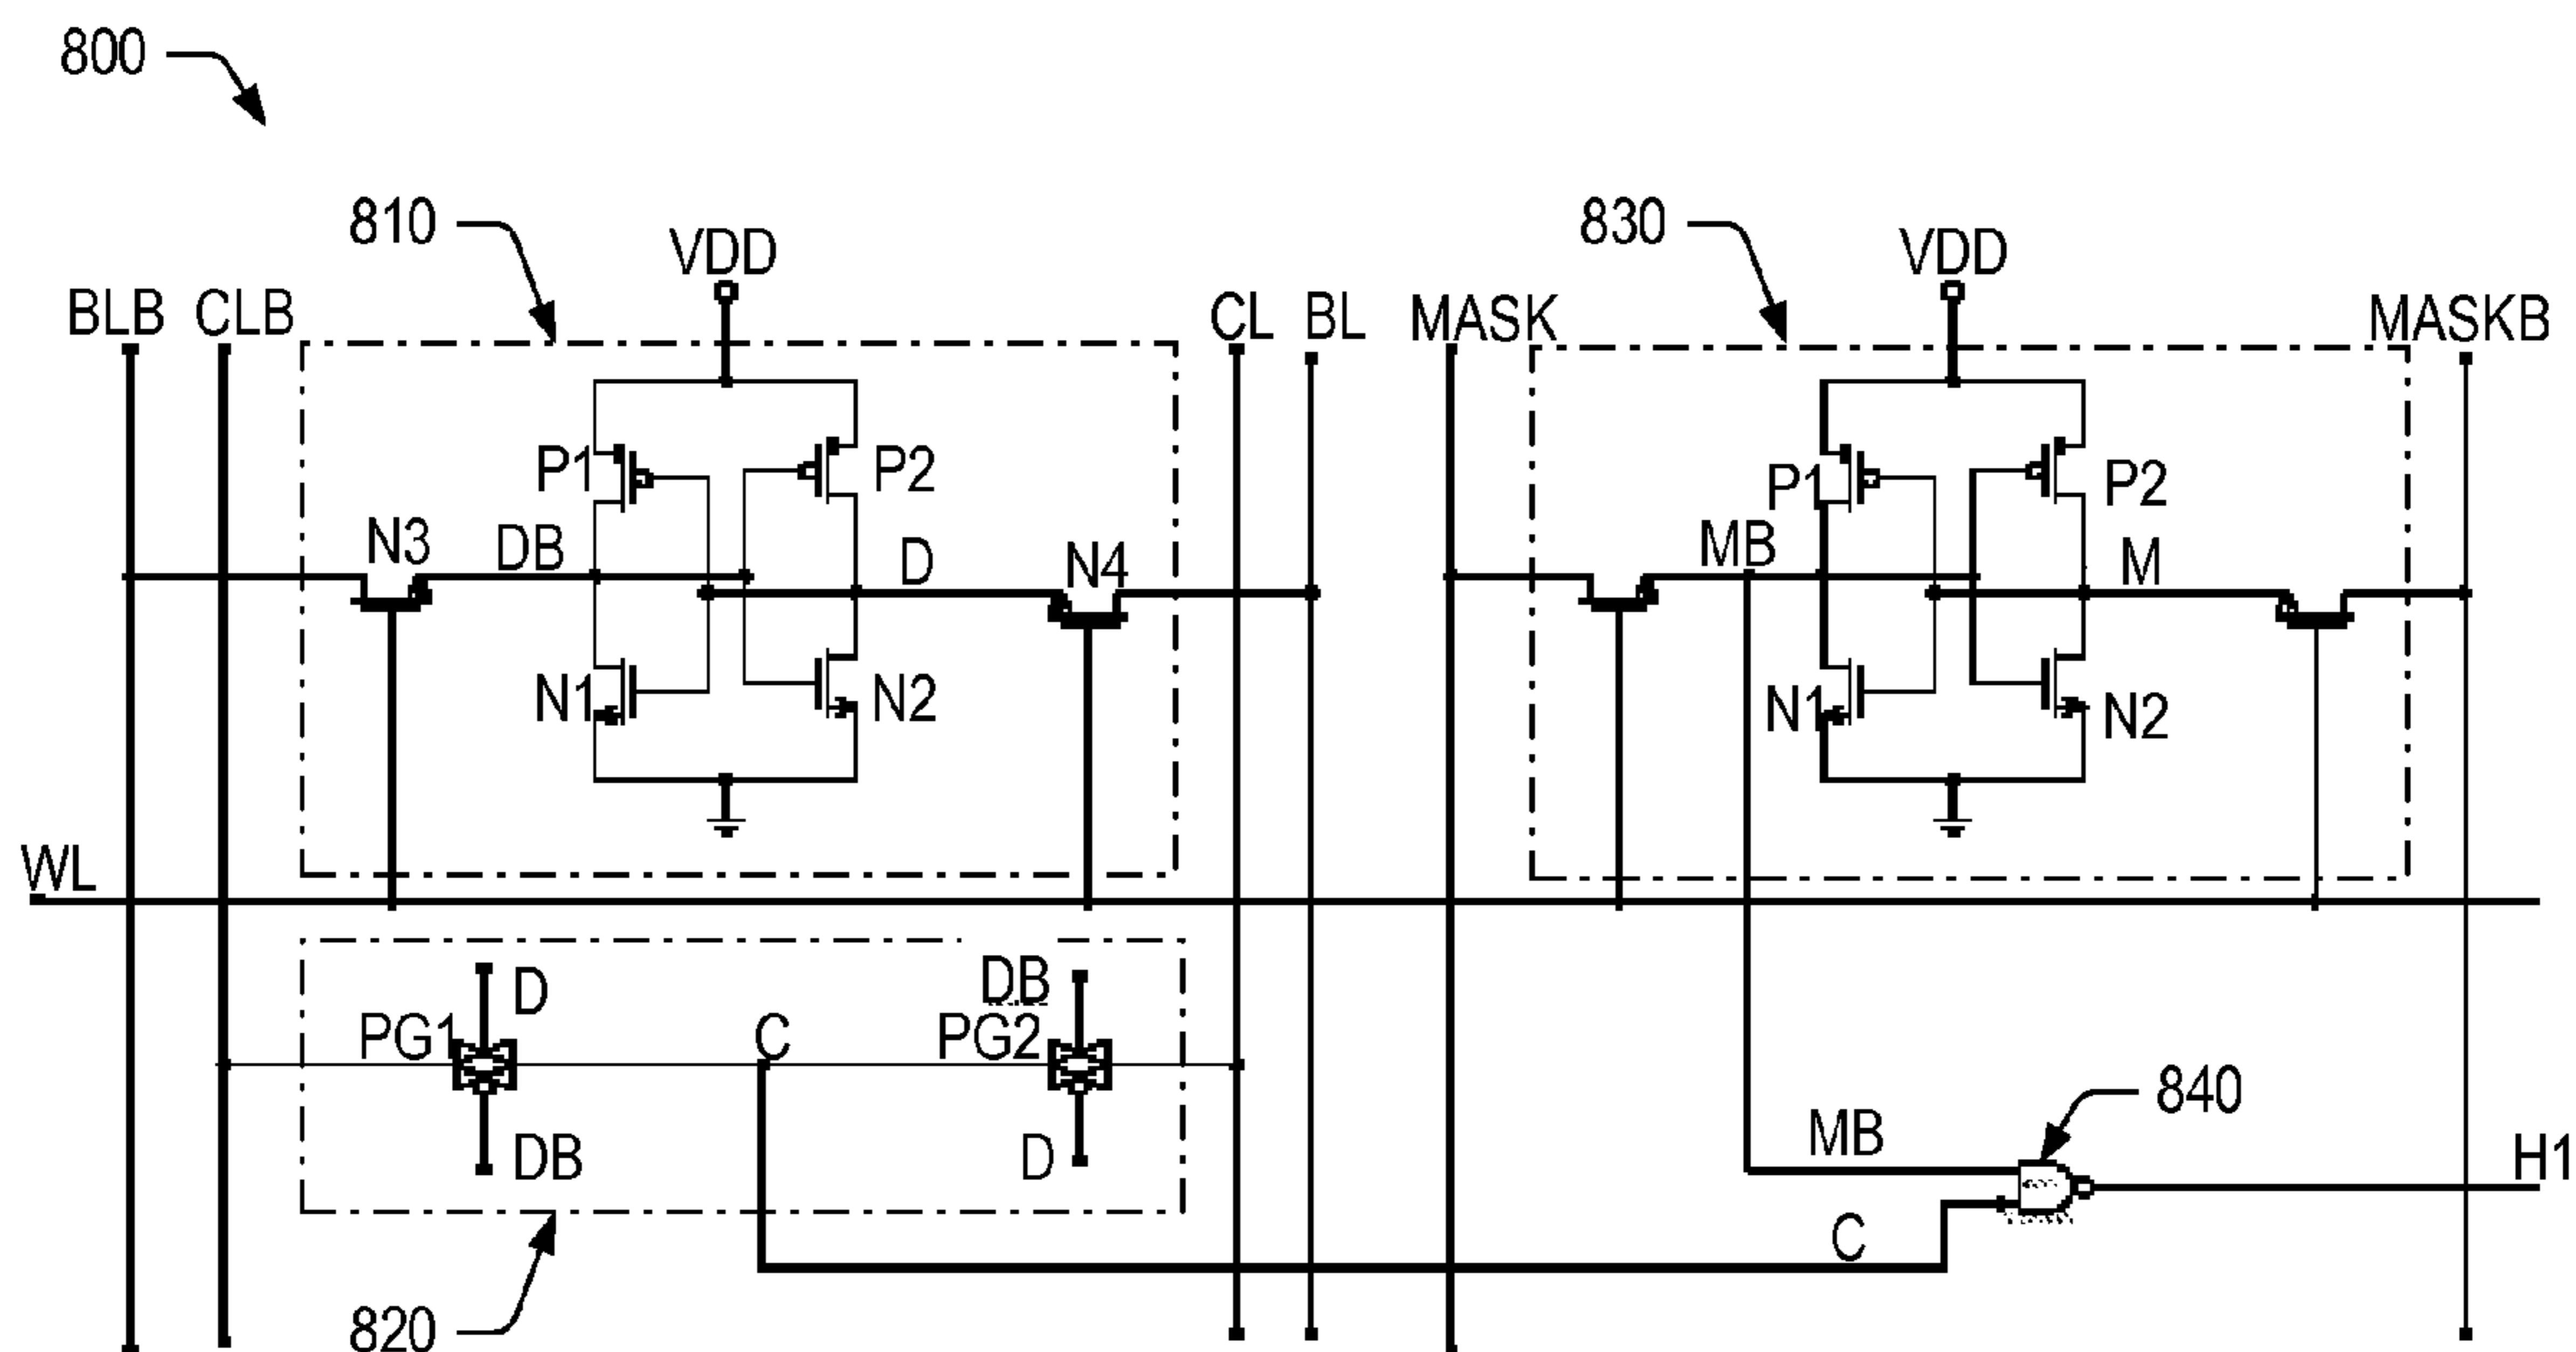 800
810
830
VDD
VDD
BLB
CLB
CL
BL
MASK
MASKB
P1
P2
P1
P2
N3
DB
D
N4
MB
M
N1
N2
N1
N2
WL
D
DB
PG1
C
PG2
840
DB
D
MB
H1
C
820